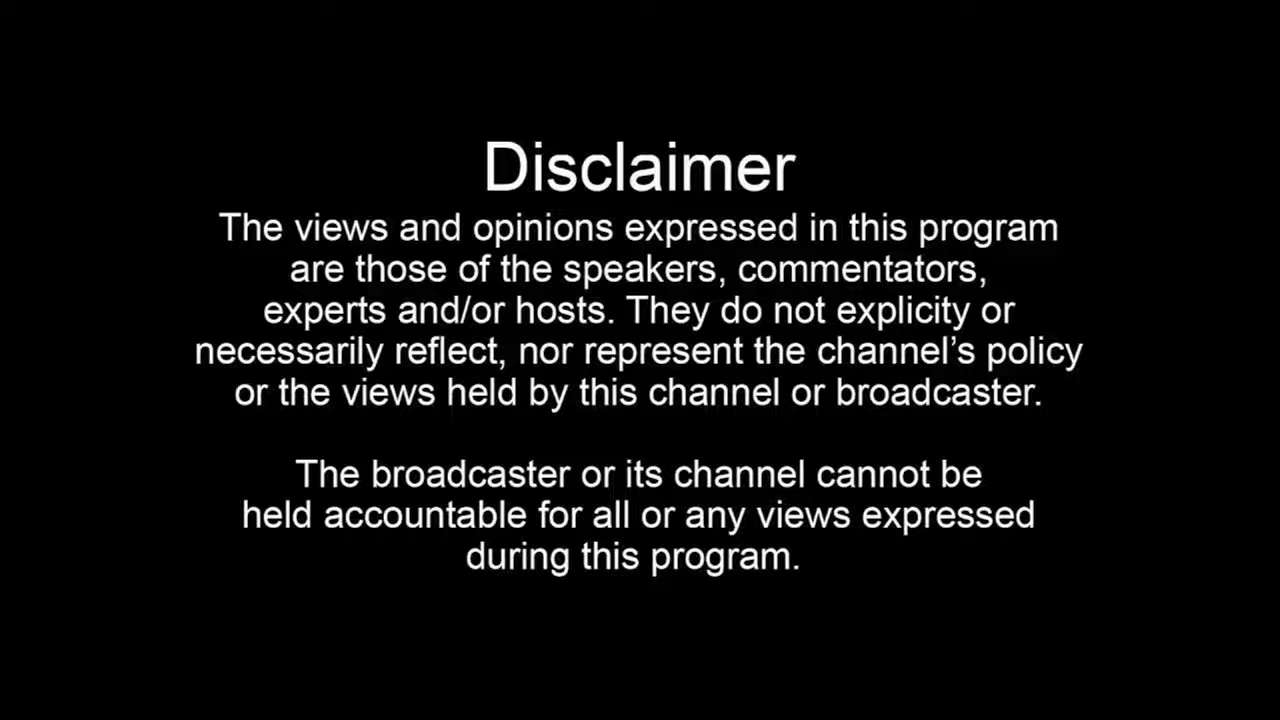 Disclaimer
The views and opinions expressed in this program
are those of the speakers, commentators,
experts and/or hosts. They do not explicity or
necessarily reflect, nor represent the channel's policy
or the views held by this channel or broadcaster.
The broadcaster or its channel cannot be
held accountable for all or any views expressed
during this program.